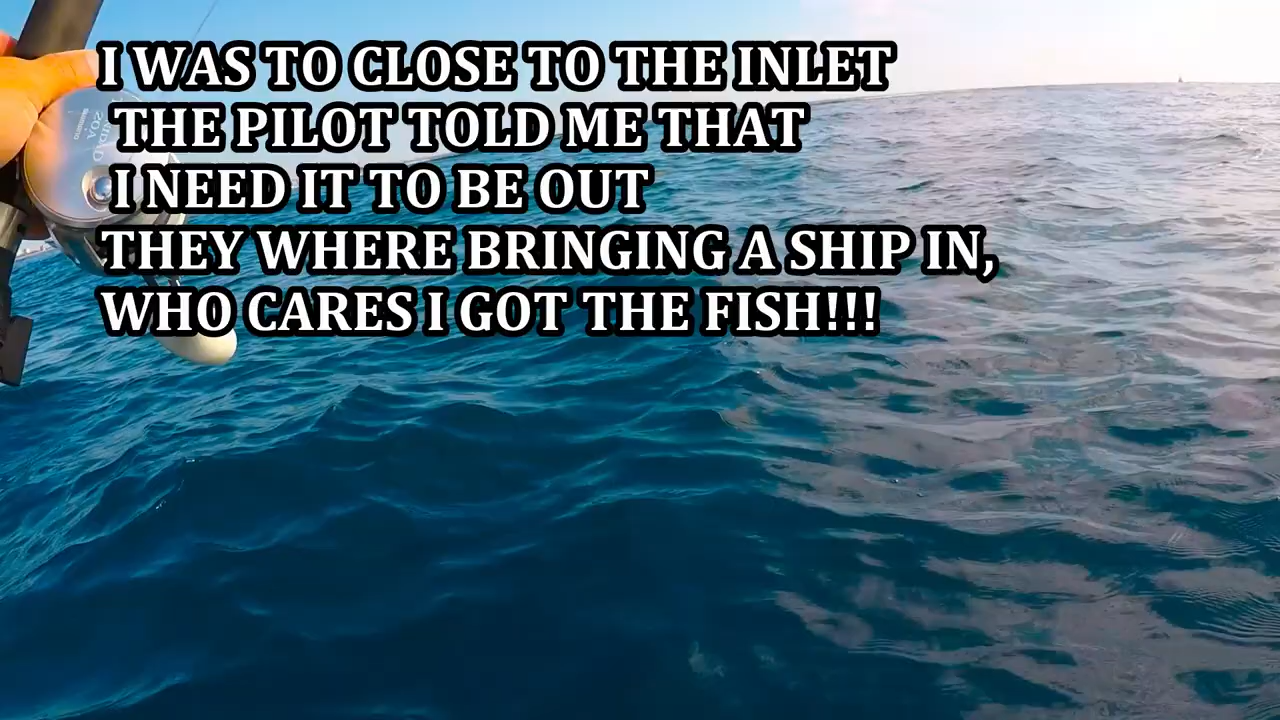 I WAS TO CLOSE TO THE INLET
THE PILOT TOLD ME THAT
I NEED IT TO BE OUT
THEY WHERE BRINGING A SHIP IN,
WHO CARES I GOT THE FISH!!!
SHIMANO